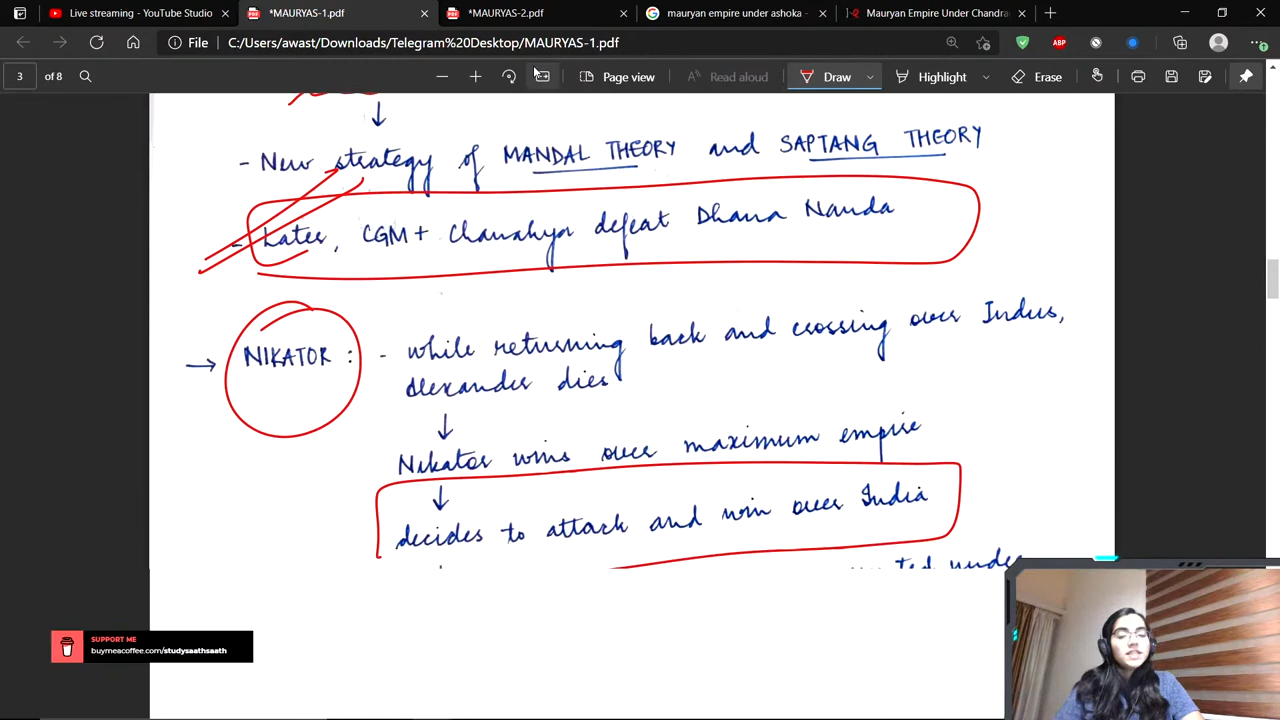 Live streaming - YouTube Studio
*MAURYAS-1.pdf
*MAURYAS-2.pdf
mauryan empire under ashoka -
Mauryan Empire Under Chandra
File
C:/Users/awast/Downloads/Telegram%20Desktop/MAURYAS-1.pdf
3 of 8
Page view
Read aloud
Draw
Highlight
Erase
- New strategy of MANDAL THEORY and SAPTANG THEORY
- Later, CGM + Chanakya defeat Dhana Nanda
→ NIKATOR : - while returning back and crossing over Indus,
Alexander dies
↓
Nikator wins over maximum empire
↓
decides to attack and win over India
under
SUPPORT ME
buymeacoffee.com/studysaathsaath